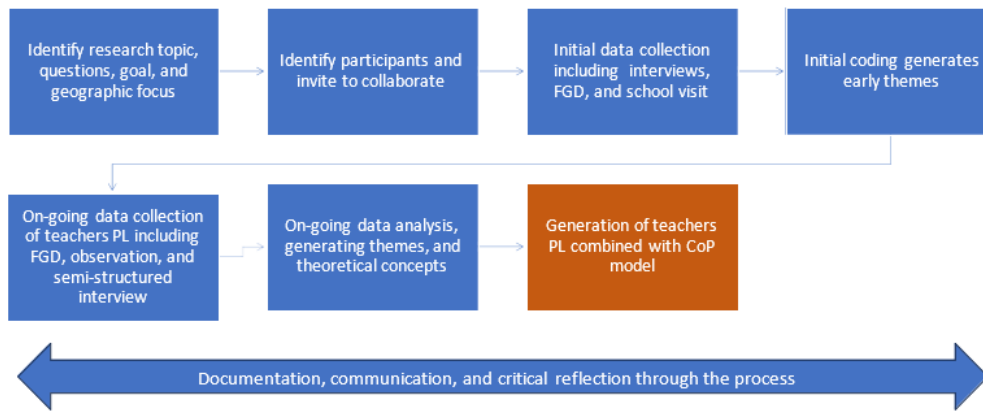 Identify research topic,
questions, goal, and
geographic focus
Identify participants and
invite to collaborate
Initial data collection
including interviews,
FGD, and school visit
Initial coding generates
early themes
On-going data collection
of teachers PL including
FGD, observation, and
semi-structured
interview
On-going data analysis,
generating themes, and
theoretical concepts
Generation of teachers
PL combined with CoP
model
Documentation, communication, and critical reflection through the process